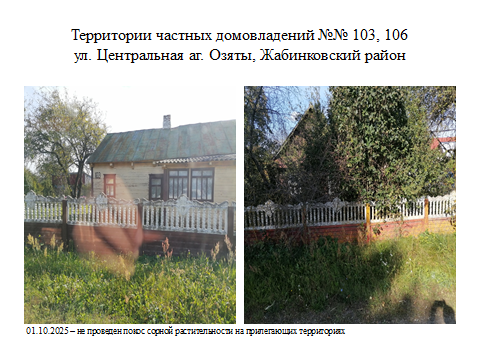 Территории частных домовладений №№ 103, 106
ул. Центральная аг. Озяты, Жабинковский район
01.10.2025 – не проведен покос сорной растительности на прилегающих территориях